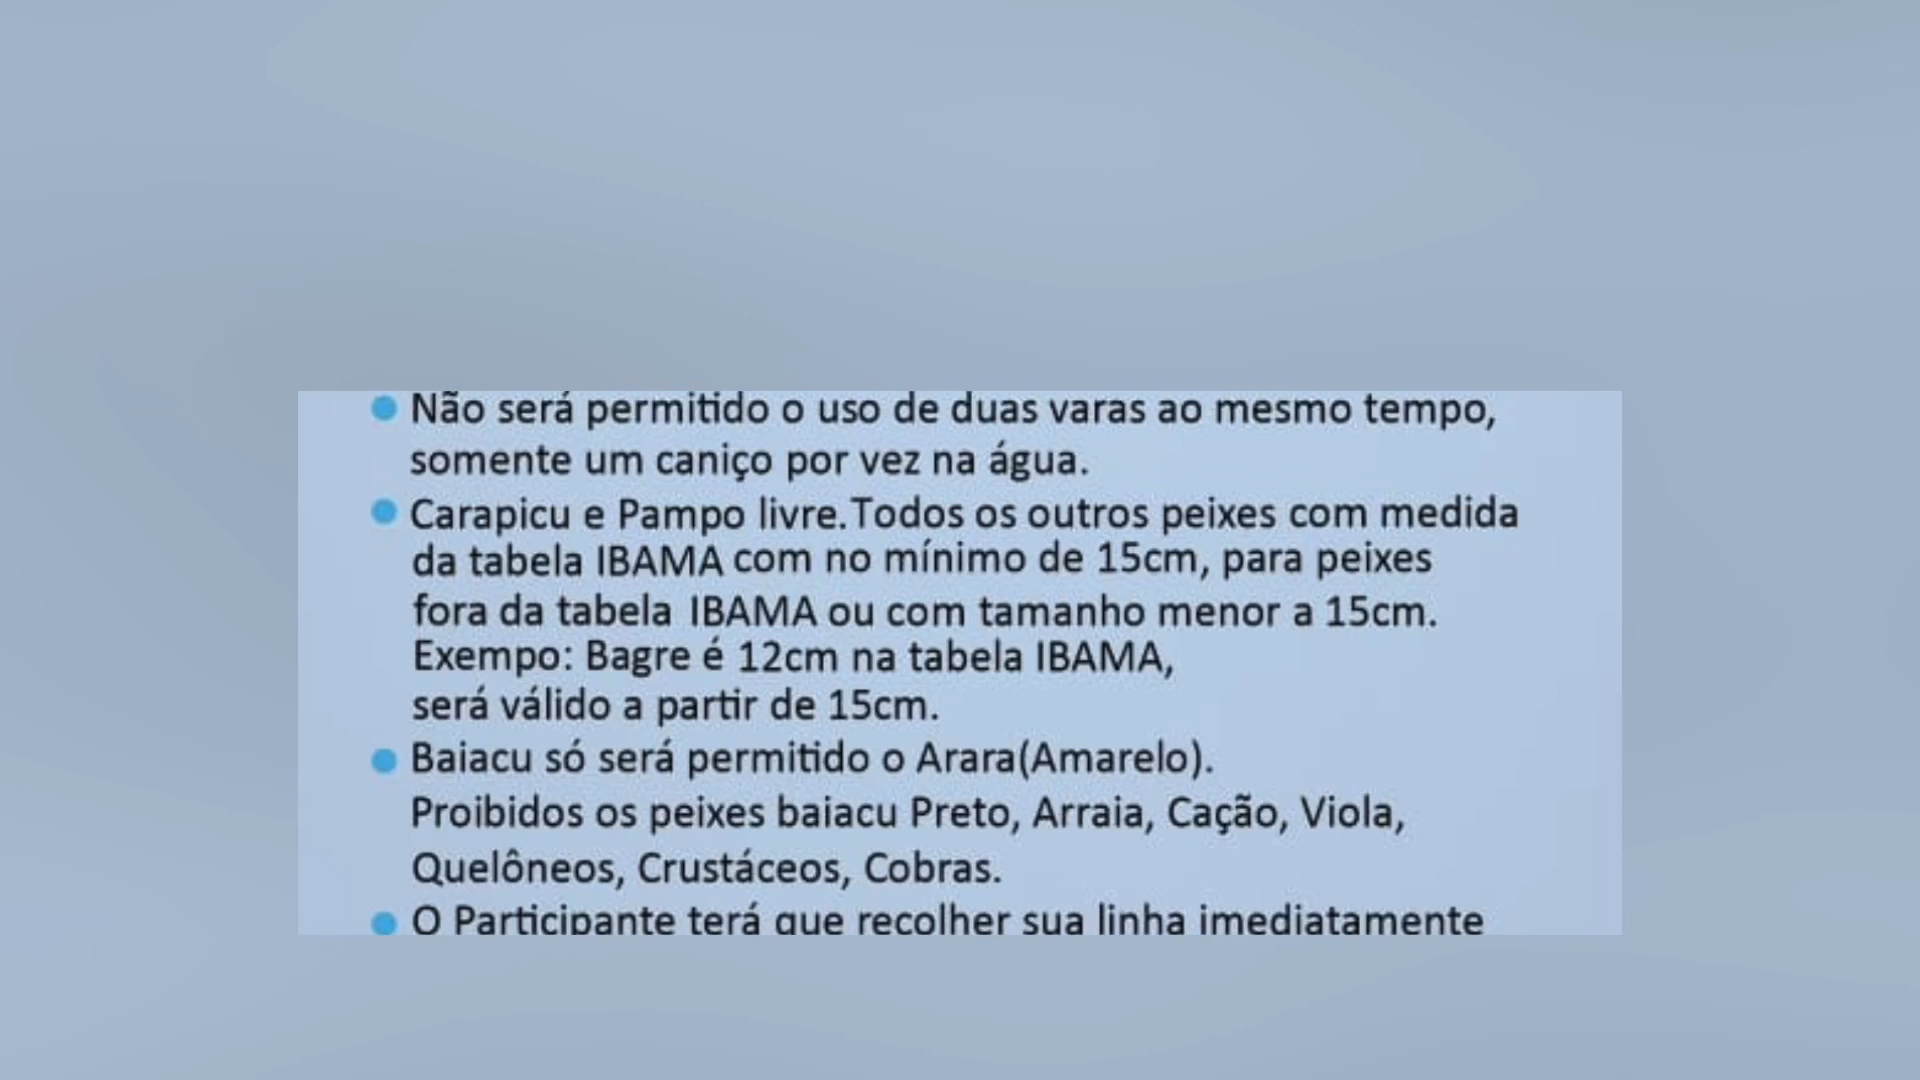 Não será permitido o uso de duas varas ao mesmo tempo,
somente um caniço por vez na água.
Carapicu e Pampo livre.Todos os outros peixes com medida
da tabela IBAMA com no mínimo de 15cm, para peixes
fora da tabela IBAMA ou com tamanho menor a 15cm.
Exempo: Bagre é 12cm na tabela IBAMA,
será válido a partir de 15cm.
Baiacu só será permitido o Arara(Amarelo).
Proibidos os peixes baiacu Preto, Arraia, Cação, Viola,
Quelôneos, Crustáceos, Cobras.
O Participante terá que recolher sua linha imediatamente